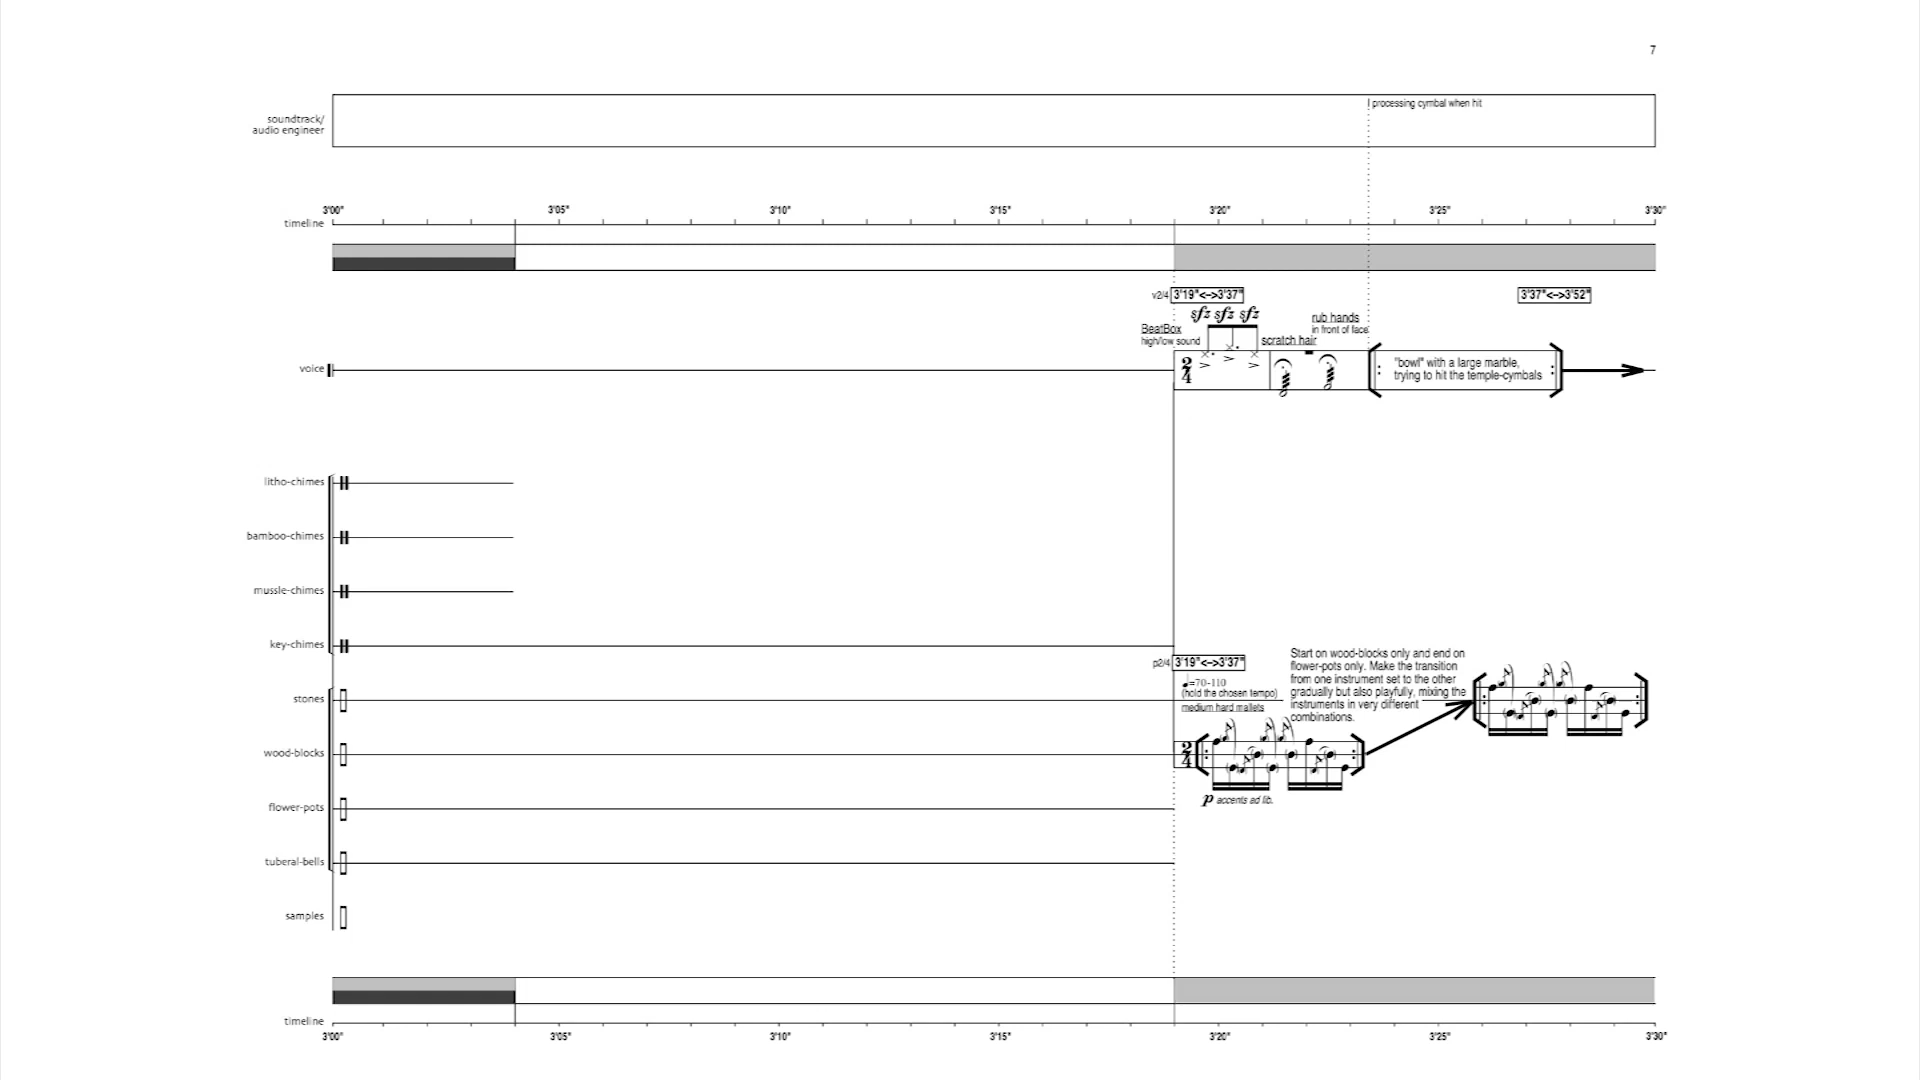 7
processing cymbal when hit
soundtrack/
audio engineer
3'00" 3'05" 3'10" 3'15" 3'20" 3'25" 3'30"
timeline
v2/4 3'19"<->3'37" 3'37"<->3'52"
sfz sfz sfz
BeatBox
high/low sound
scratch hair
rub hands
in front of face
voice
2/4
"bowl" with a large marble,
trying to hit the temple-cymbals
litho-chimes
bamboo-chimes
mussle-chimes
key-chimes
p2/4 3'19"<->3'37"
♩=70-110
(hold the chosen tempo)
medium hard mallets
Start on wood-blocks only and end on
flower-pots only. Make the transition
from one instrument set to the other
gradually but also playfully, mixing the
instruments in very different
combinations.
stones
wood-blocks
2/4
p accents ad lib.
flower-pots
tuberal-bells
samples
timeline
3'00" 3'05" 3'10" 3'15" 3'20" 3'25" 3'30"